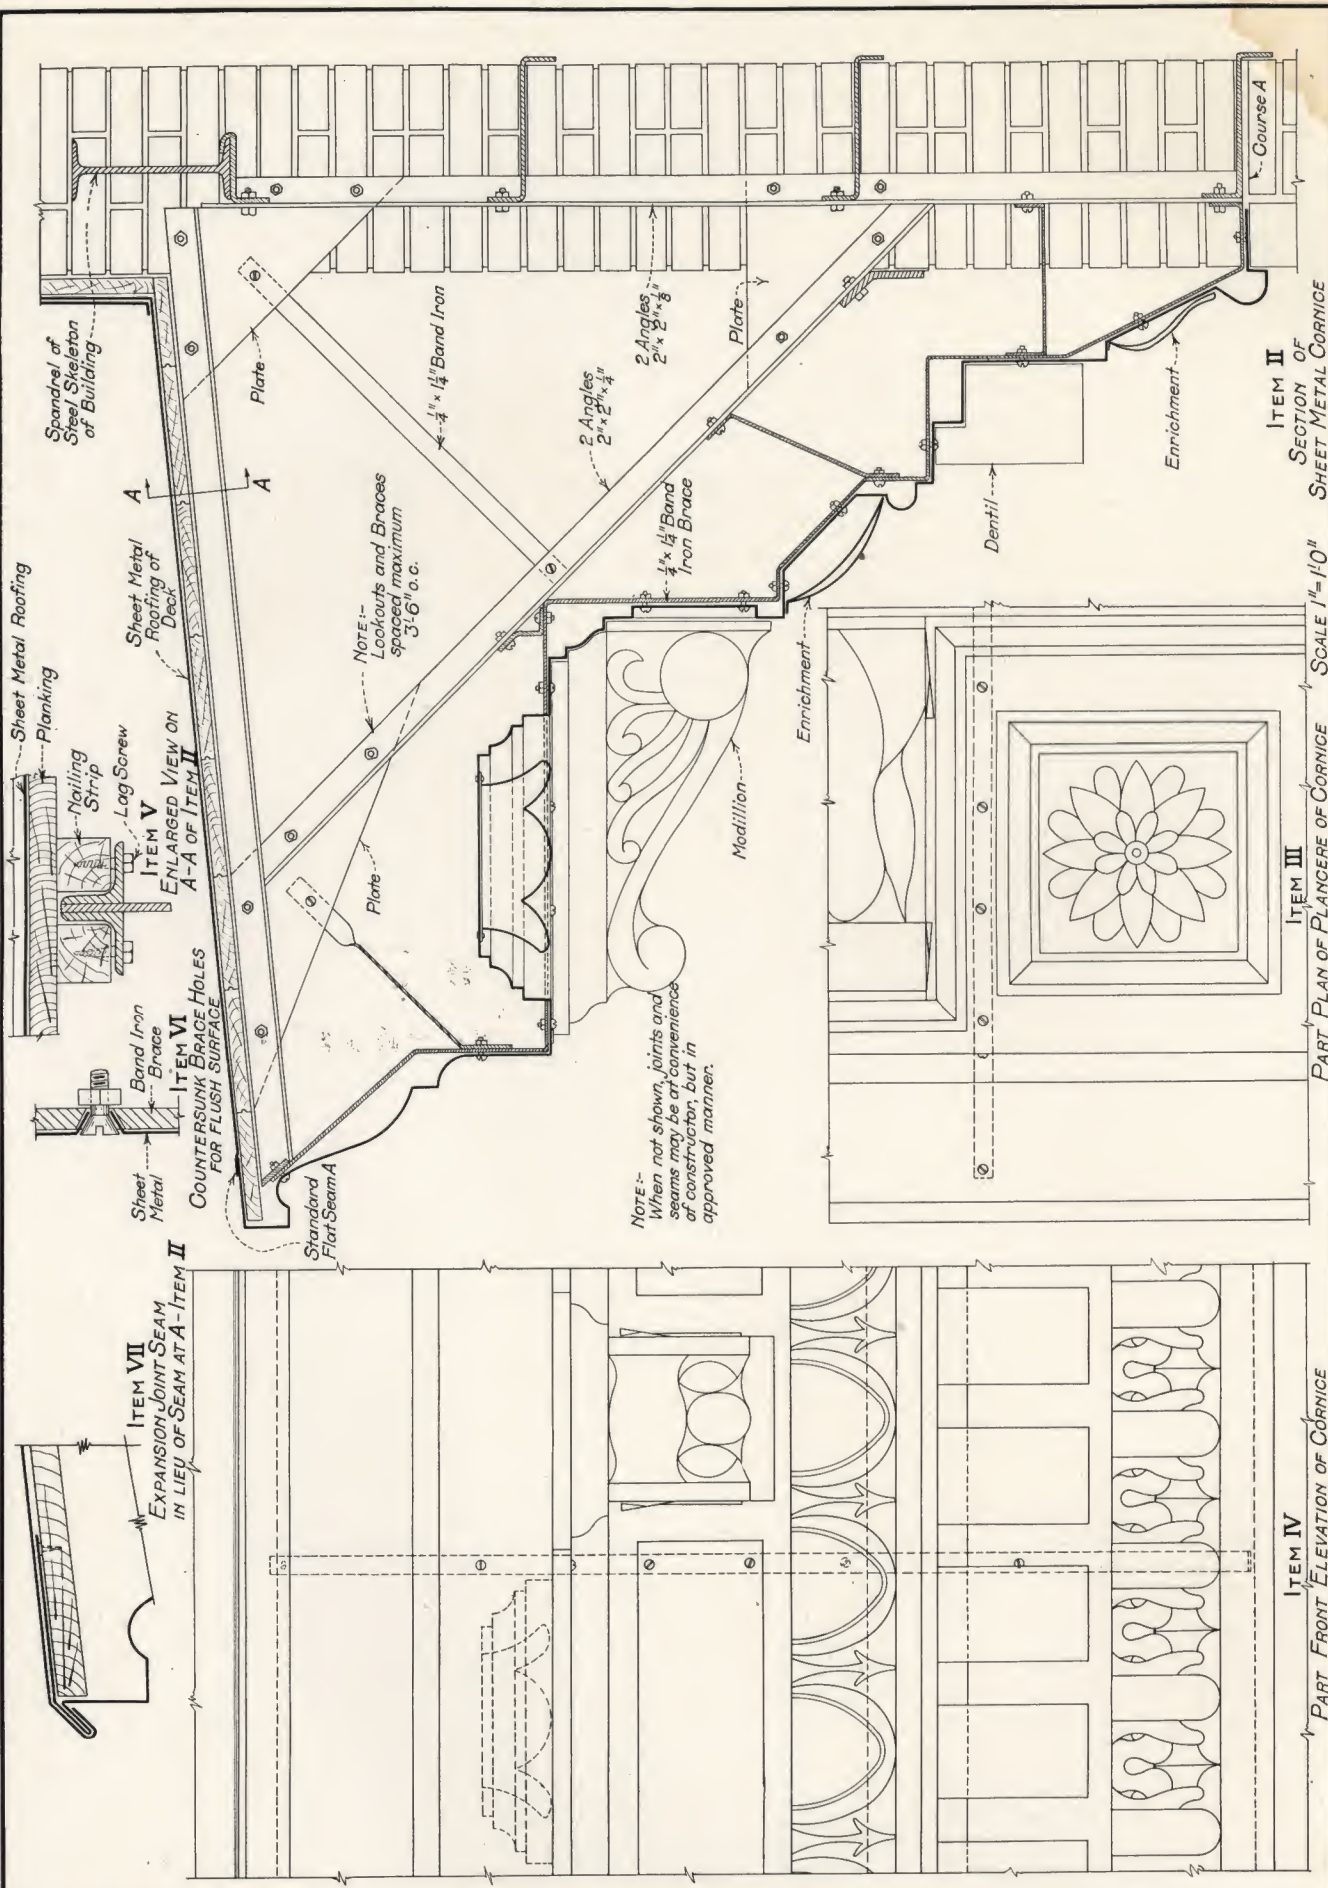 Sheet Metal Roofing
Planking
Nailing
Strip
Lag Screw
ITEM V
ENLARGED VIEW ON
A-A OF ITEM II
Band Iron
Brace
Sheet
Metal
ITEM VI
COUNTERSUNK BRACE HOLES
FOR FLUSH SURFACE
ITEM VII
EXPANSION JOINT SEAM
IN LIEU OF SEAM AT A-ITEM II
Spandrel of
Steel Skeleton
of Building
Sheet Metal
Roofing of
Deck
A
A
Plate
1/4" x 1 1/4" Band Iron
NOTE:-
Lookouts and Braces
spaced maximum
3'-6" o.c.
2 Angles
2" x 2" x 1/4"
2 Angles
2" x 2" x 1/8"
Plate
Course A
Plate
1/4" x 1 1/4" Band
Iron Brace
Standard
Flat Seam A
Enrichment
Dentil
Enrichment
Modillion
NOTE:-
When not shown, joints and
seams may be at convenience
of constructor, but in
approved manner.
ITEM II
SECTION OF
SHEET METAL CORNICE
SCALE 1"=1'-0"
ITEM III
PART PLAN OF PLANCERE OF CORNICE
ITEM IV
PART FRONT ELEVATION OF CORNICE